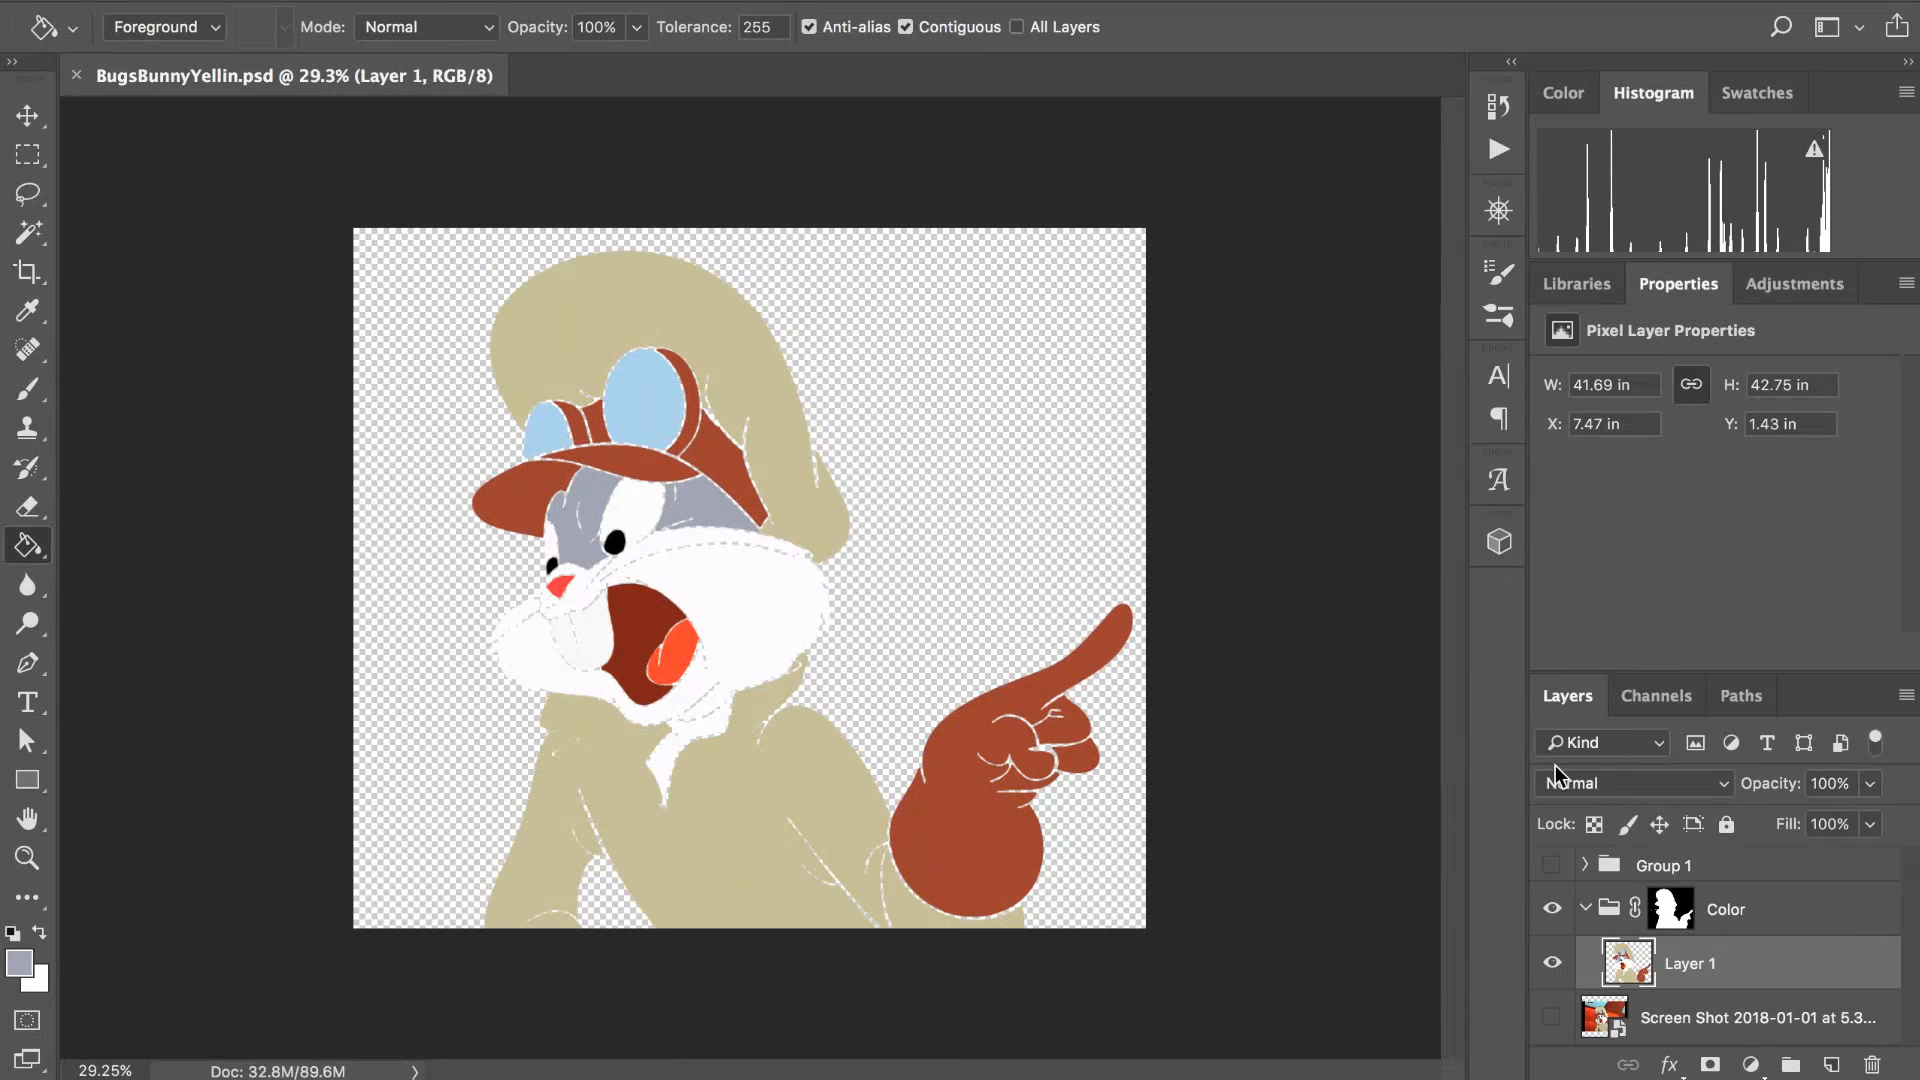 Foreground Mode: Normal Opacity: 100% Tolerance: 255 Anti-alias Contiguous All Layers
BugsBunnyYellin.psd @ 29.3% (Layer 1, RGB/8)
Color Histogram Swatches
Libraries Properties Adjustments
Pixel Layer Properties
W: 41.69 in H: 42.75 in
X: 7.47 in Y: 1.43 in
Layers Channels Paths
Kind
Normal Opacity: 100%
Lock: Fill: 100%
Group 1
Color
Layer 1
Screen Shot 2018-01-01 at 5.3...
fx
29.25% Doc: 32.8M/89.6M